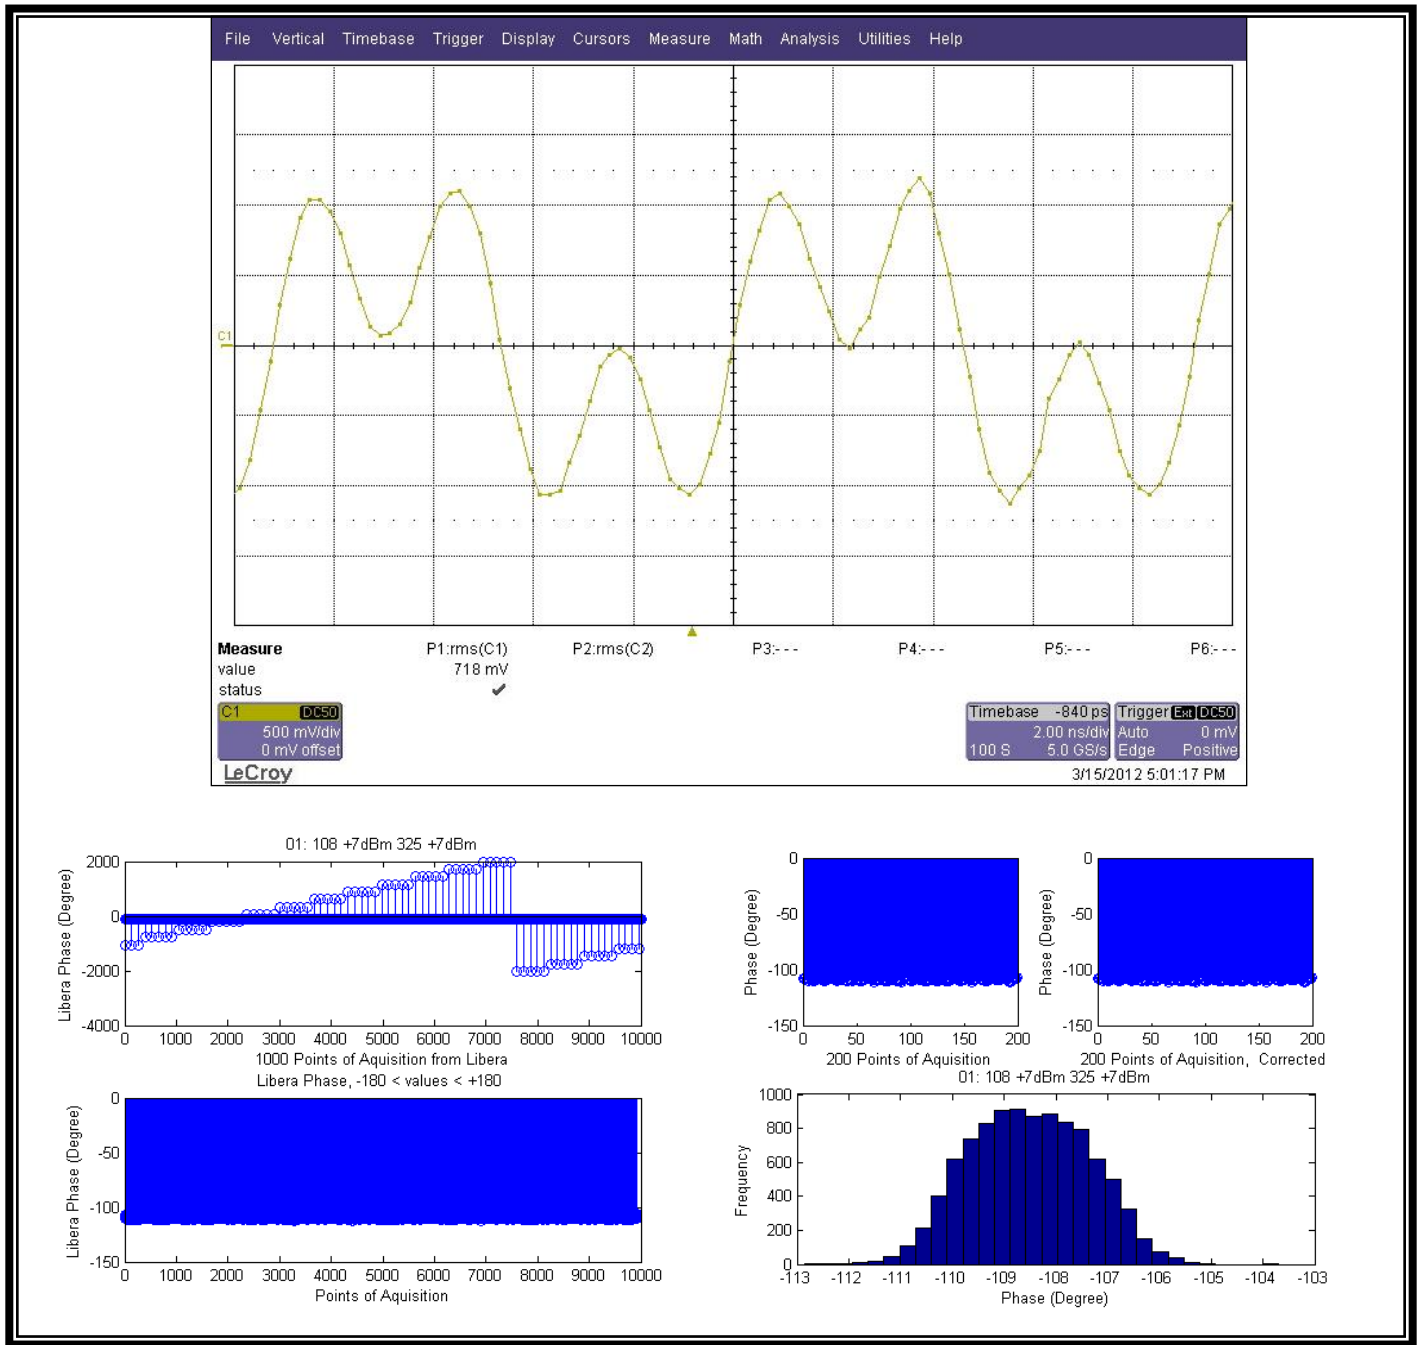 File Vertical Timebase Trigger Display Cursors Measure Math Analysis Utilities Help
C1
Measure P1:rms(C1) P2:rms(C2) P3:- - - P4:- - - P5:- - - P6:- - -
value 718 mV
status
C1 DC50
500 mV/div
0 mV offset
Timebase -840 ps
2.00 ns/div
100 S 5.0 GS/s
Trigger Ext DC50
Auto 0 mV
Edge Positive
LeCroy
3/15/2012 5:01:17 PM
01: 108 +7dBm 325 +7dBm
Libera Phase (Degree)
2000
0
-2000
-4000
0 1000 2000 3000 4000 5000 6000 7000 8000 9000 10000
1000 Points of Aquisition from Libera
Phase (Degree)
0
-50
-100
-150
0 50 100 150 200
200 Points of Aquisition
Phase (Degree)
0
-50
-100
-150
0 50 100 150 200
200 Points of Aquisition, Corrected
Libera Phase, -180 < values < +180
Libera Phase (Degree)
0
-50
-100
-150
0 1000 2000 3000 4000 5000 6000 7000 8000 9000 10000
Points of Aquisition
01: 108 +7dBm 325 +7dBm
Frequency
1000
800
600
400
200
0
-113 -112 -111 -110 -109 -108 -107 -106 -105 -104 -103
Phase (Degree)